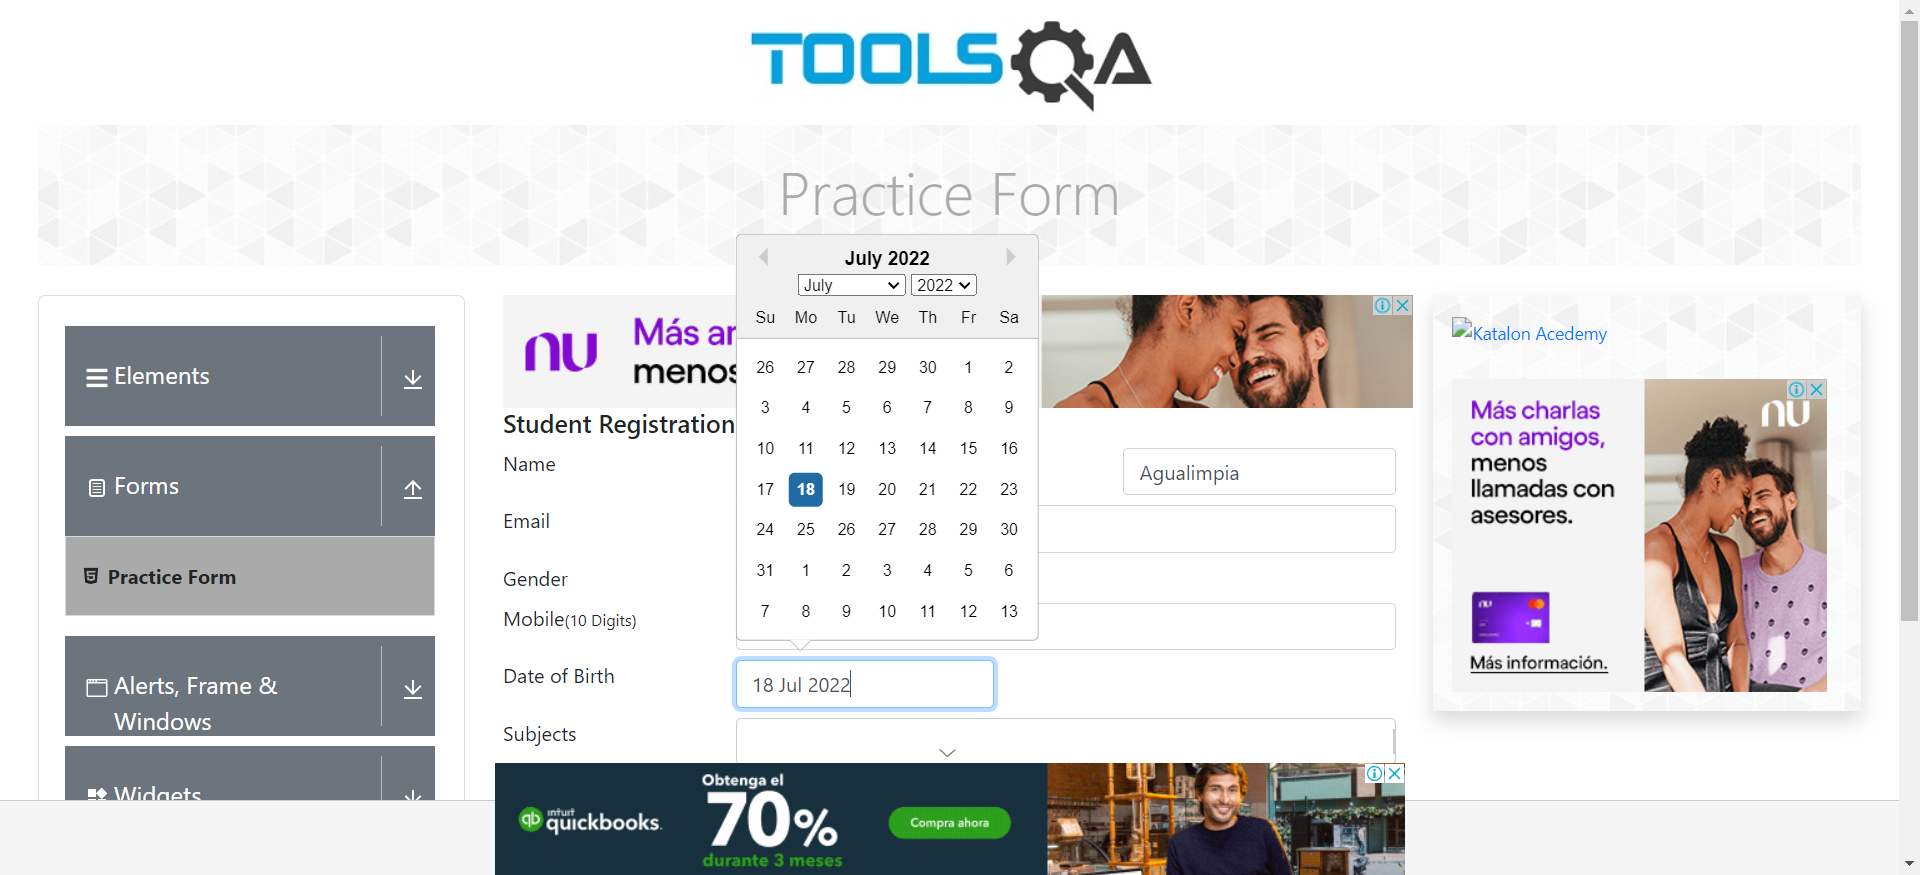 TOOLSQA
Practice Form
Elements
Forms
Practice Form
Alerts, Frame &
Windows
Widgets
nu
Más
menos
July 2022
July
2022
Su Mo Tu We Th Fr Sa
26 27 28 29 30 1 2
3 4 5 6 7 8 9
10 11 12 13 14 15 16
17 18 19 20 21 22 23
24 25 26 27 28 29 30
31 1 2 3 4 5 6
7 8 9 10 11 12 13
Student Registration
Name
Agualimpia
Email
Gender
Mobile(10 Digits)
Date of Birth
18 Jul 2022
Subjects
Katalon Acedemy
Más charlas
con amigos,
menos
llamadas con
asesores.
nu
nu
Más información.
qb intuit quickbooks.
Obtenga el
70%
durante 3 meses
Compra ahora